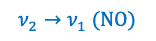 ν₂ → ν₁ (NO)